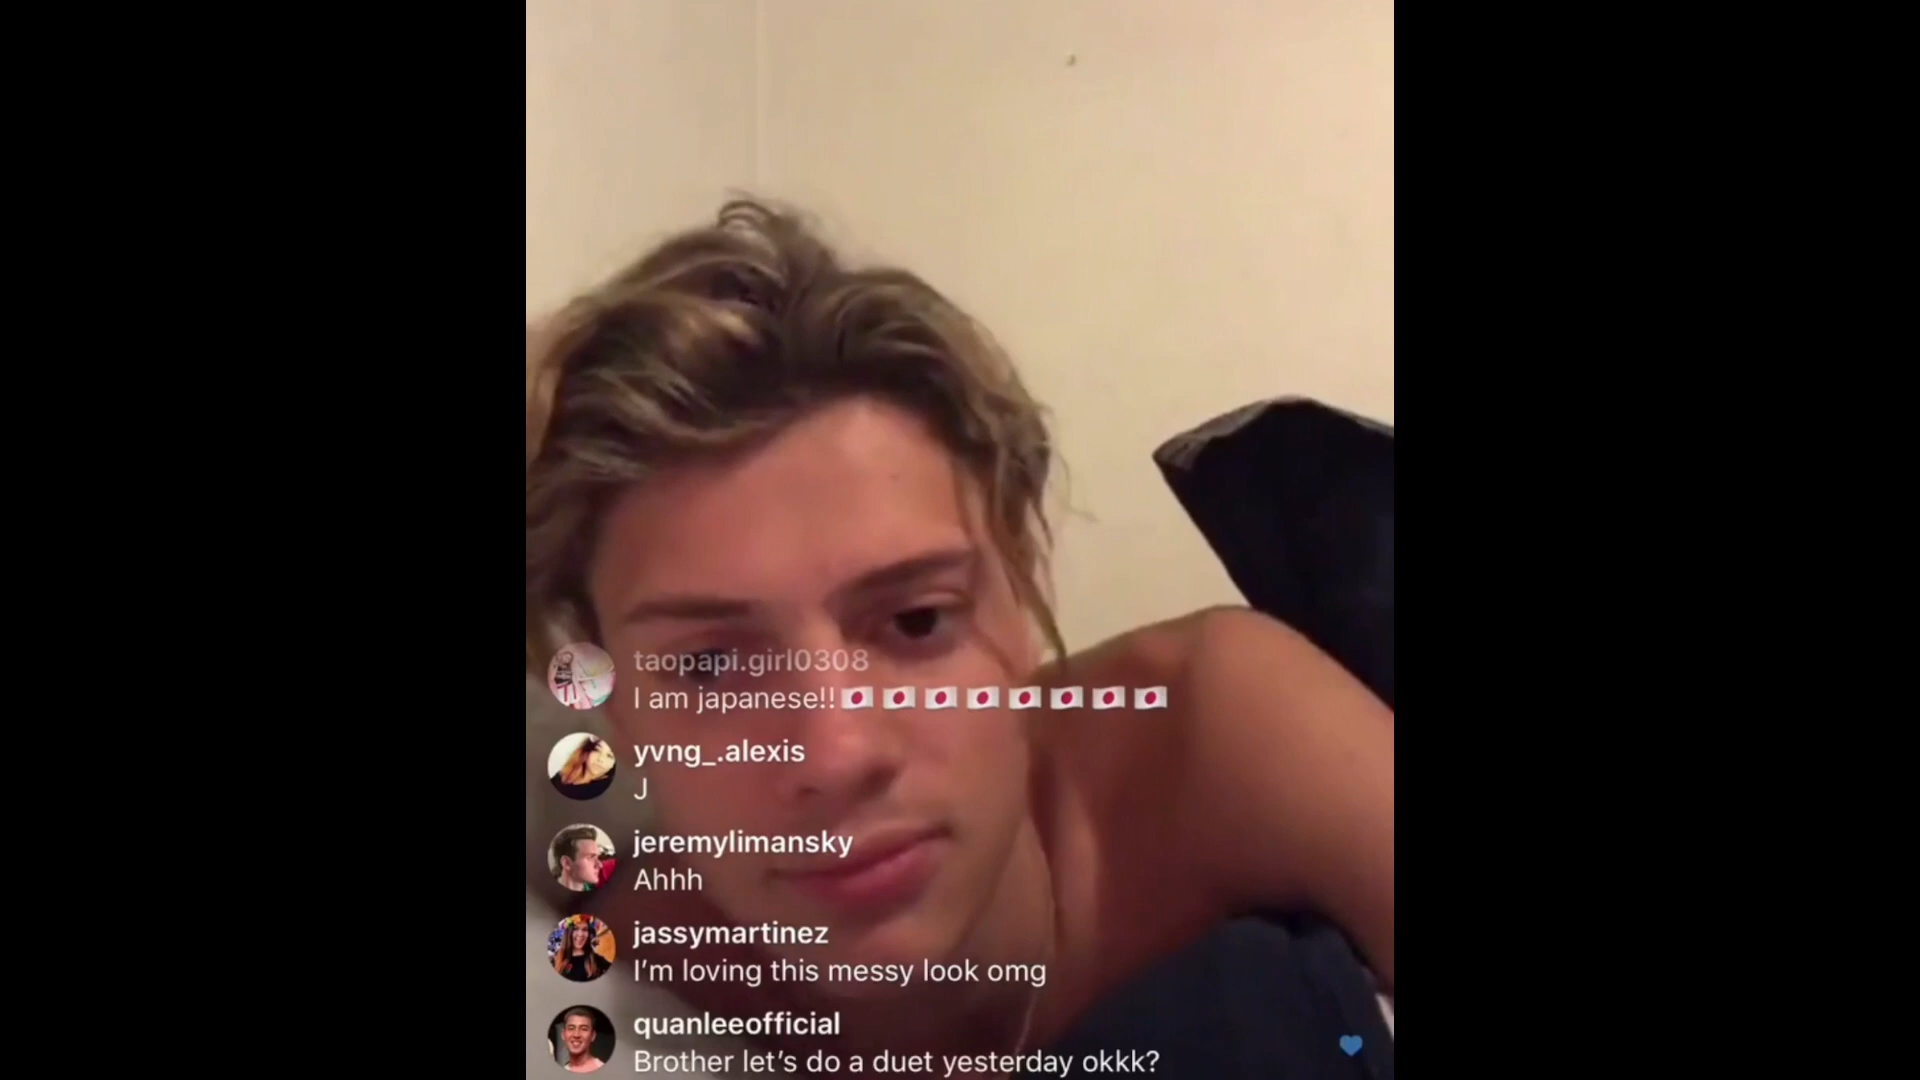 taopapi.girl0308
I am japanese!!🇯🇵🇯🇵🇯🇵🇯🇵🇯🇵🇯🇵🇯🇵🇯🇵
yvng_.alexis
J
jeremylimansky
Ahhh
jassymartinez
I’m loving this messy look omg
quanleeofficial
Brother let’s do a duet yesterday okkk?